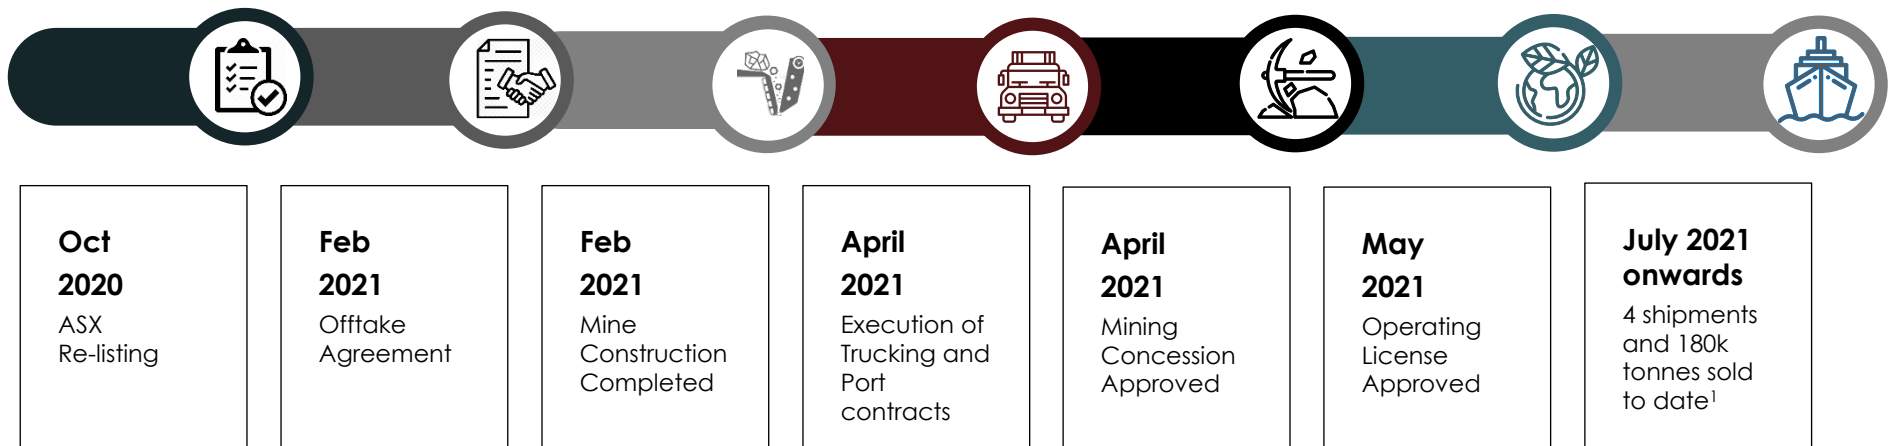 Oct
2020
ASX
Re-listing
Feb
2021
Offtake
Agreement
Feb
2021
Mine
Construction
Completed
April
2021
Execution of
Trucking and
Port
contracts
April
2021
Mining
Concession
Approved
May
2021
Operating
License
Approved
July 2021
onwards
4 shipments
and 180k
tonnes sold
to date¹